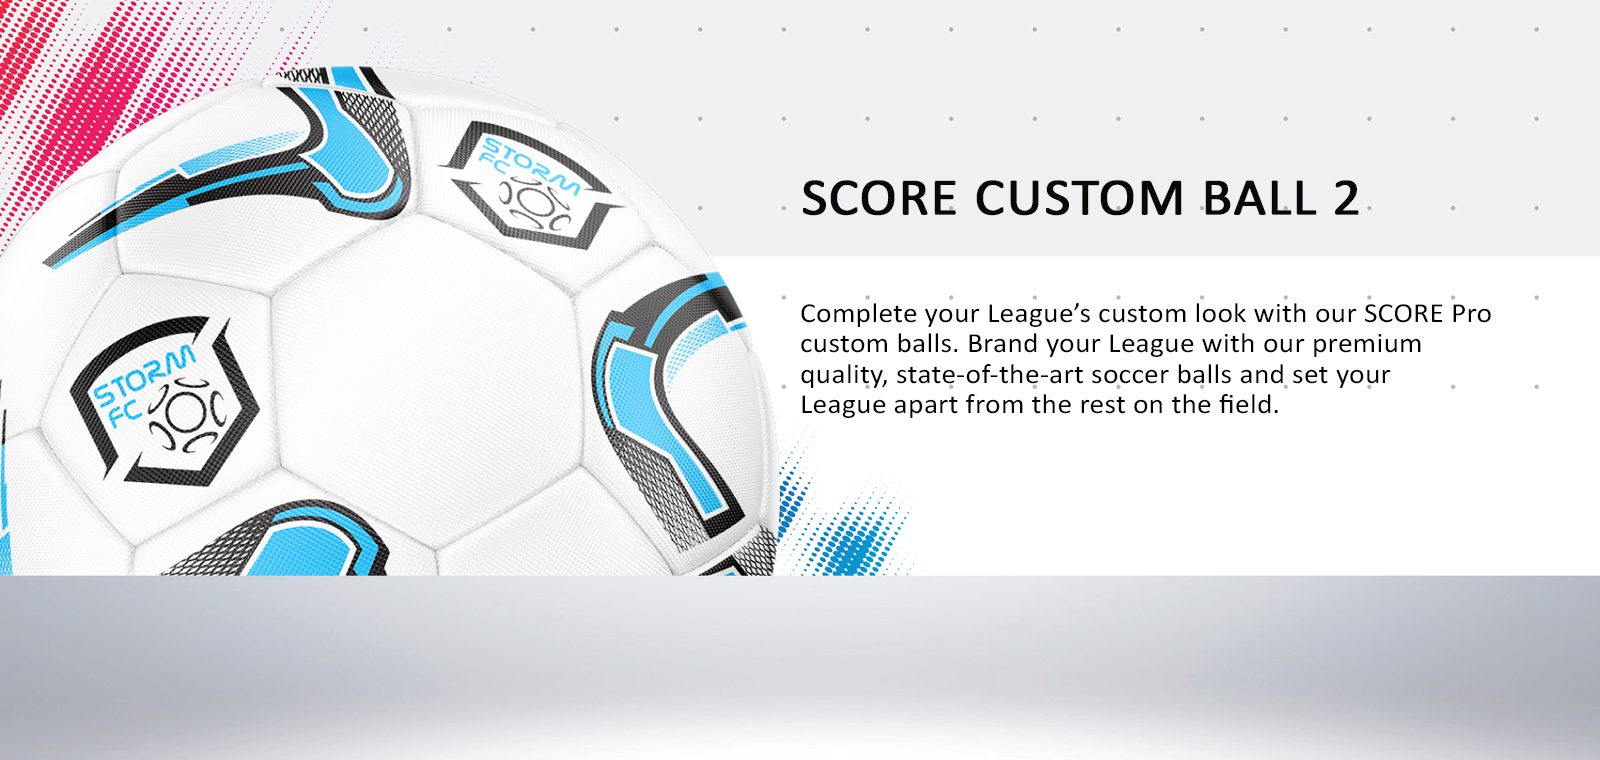 STORM
FC
STORM
FC
SCORE CUSTOM BALL 2
Complete your League’s custom look with our SCORE Pro
custom balls. Brand your League with our premium
quality, state-of-the-art soccer balls and set your
League apart from the rest on the field.